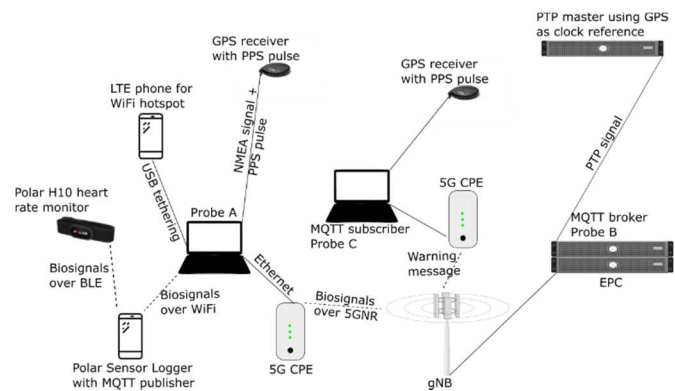 PTP master using GPS
as clock reference
GPS receiver
with PPS pulse
GPS receiver
with PPS pulse
LTE phone for
WiFi hotspot
NMEA signal +
PPS pulse
PTP signal
USB tethering
5G CPE
Polar H10 heart
rate monitor
Probe A
MQTT subscriber
Probe C
MQTT broker
Probe B
Ethernet
Warning
message
Biosignals
over BLE
Biosignals
over WiFi
Biosignals
over 5GNR
EPC
Polar Sensor Logger
with MQTT publisher
5G CPE
gNB